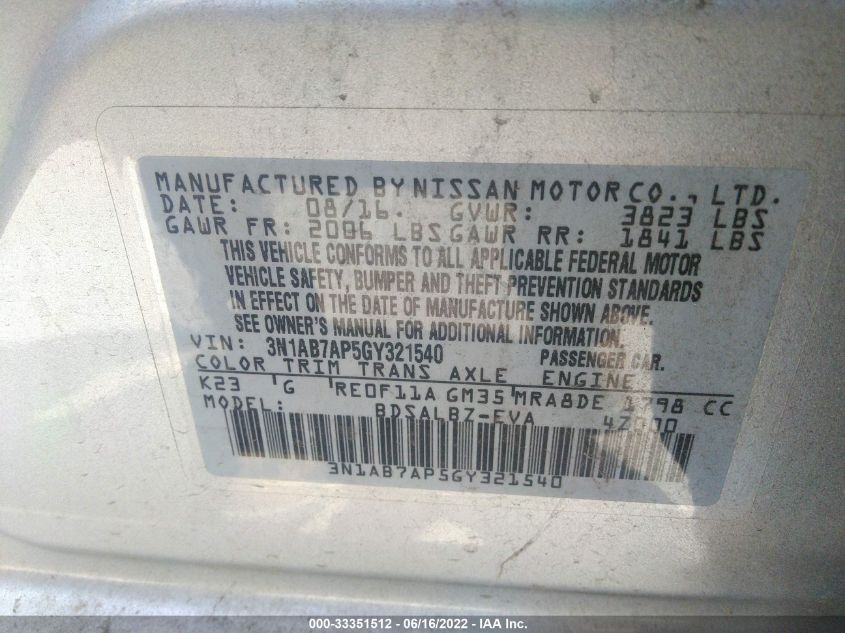 MANUFACTURED BY NISSAN MOTOR CO., LTD.
DATE: 08/16. GVWR: 3823 LBS
GAWR FR: 2006 LBS GAWR RR: 1841 LBS
THIS VEHICLE CONFORMS TO ALL APPLICABLE FEDERAL MOTOR
VEHICLE SAFETY, BUMPER AND THEFT PREVENTION STANDARDS
IN EFFECT ON THE DATE OF MANUFACTURE SHOWN ABOVE.
SEE OWNER'S MANUAL FOR ADDITIONAL INFORMATION.
VIN: 3N1AB7AP5GY321540 PASSENGER CAR.
COLOR TRIM TRANS AXLE ENGINE
K23 G RE0F11A GM35 MRA8DE 1798 CC
MODEL: BDSALBZ-EVA
3N1AB7AP5GY321540
000-33351512 - 06/16/2022 - IAA Inc.